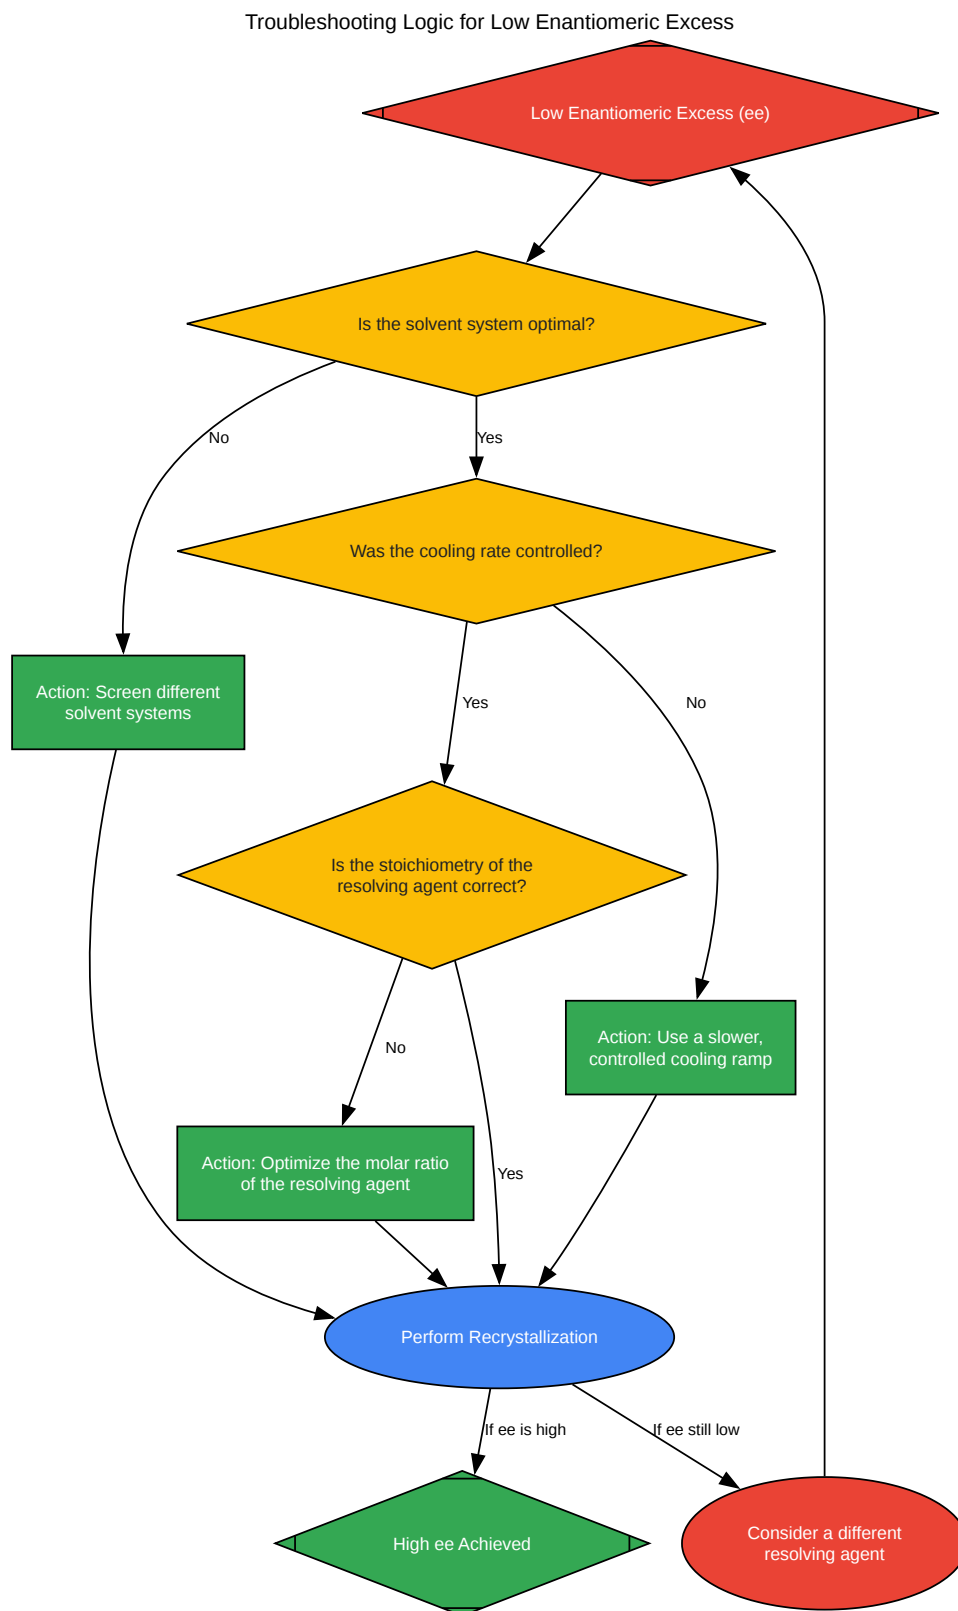 Troubleshooting Logic for Low Enantiomeric Excess
Low Enantiomeric Excess (ee)
Is the solvent system optimal?
No
Yes
Was the cooling rate controlled?
Action: Screen different
solvent systems
Yes
No
Is the stoichiometry of the
resolving agent correct?
Action: Use a slower,
controlled cooling ramp
No
Action: Optimize the molar ratio
of the resolving agent
Yes
Perform Recrystallization
If ee is high
If ee still low
High ee Achieved
Consider a different
resolving agent